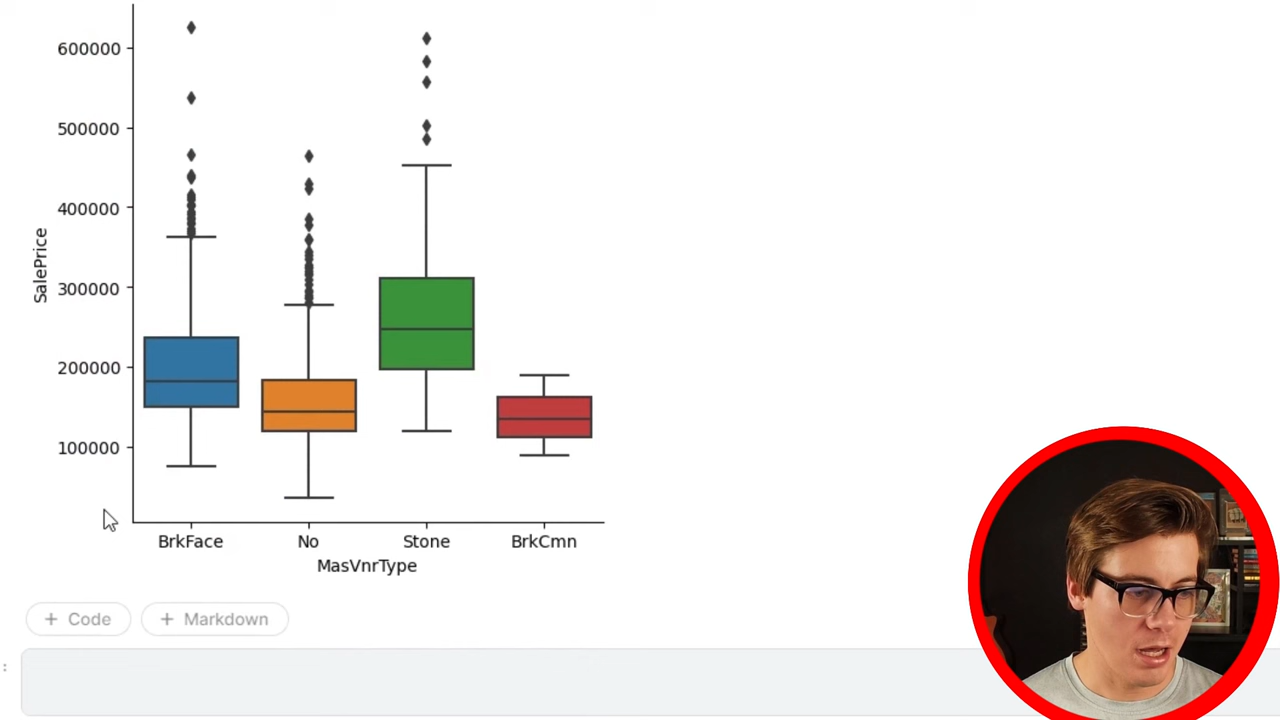 600000
500000
400000
300000
200000
100000
SalePrice
BrkFace No Stone BrkCmn
MasVnrType
+ Code + Markdown
: